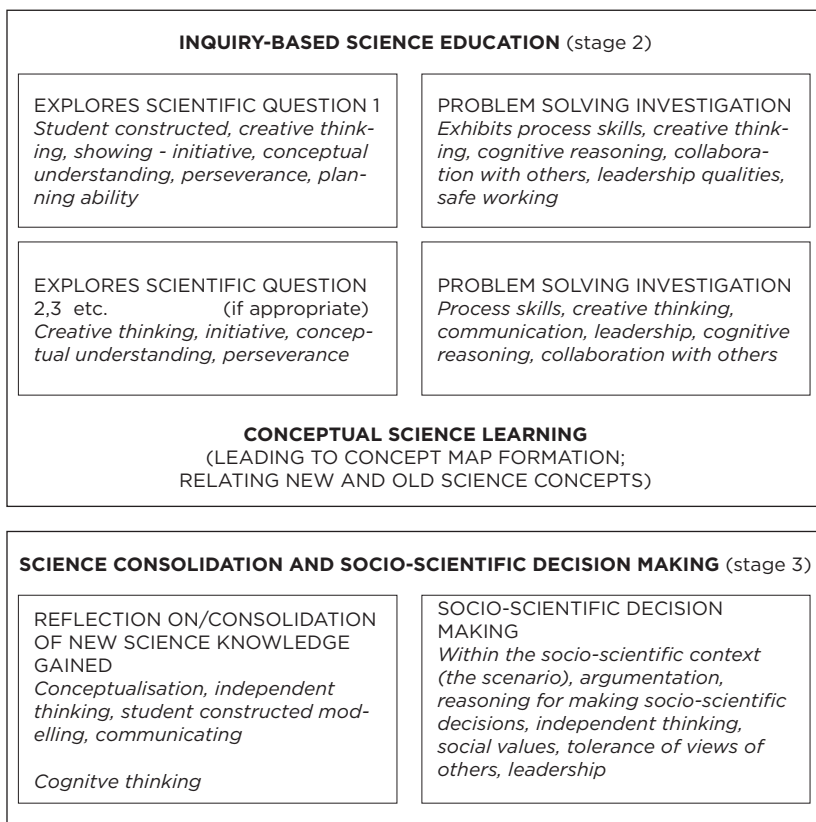 INQUIRY-BASED SCIENCE EDUCATION (stage 2)
EXPLORES SCIENTIFIC QUESTION 1
Student constructed, creative think-
ing, showing - initiative, conceptual
understanding, perseverance, plan-
ning ability
PROBLEM SOLVING INVESTIGATION
Exhibits process skills, creative think-
ing, cognitive reasoning, collabora-
tion with others, leadership qualities,
safe working
EXPLORES SCIENTIFIC QUESTION
2,3 etc. (if appropriate)
Creative thinking, initiative, concep-
tual understanding, perseverance
PROBLEM SOLVING INVESTIGATION
Process skills, creative thinking,
communication, leadership, cognitive
reasoning, collaboration with others
CONCEPTUAL SCIENCE LEARNING
(LEADING TO CONCEPT MAP FORMATION;
RELATING NEW AND OLD SCIENCE CONCEPTS)
SCIENCE CONSOLIDATION AND SOCIO-SCIENTIFIC DECISION MAKING (stage 3)
REFLECTION ON/CONSOLIDATION
OF NEW SCIENCE KNOWLEDGE
GAINED
Conceptualisation, independent
thinking, student constructed mod-
elling, communicating
Cognitve thinking
SOCIO-SCIENTIFIC DECISION
MAKING
Within the socio-scientific context
(the scenario), argumentation,
reasoning for making socio-scientific
decisions, independent thinking,
social values, tolerance of views of
others, leadership